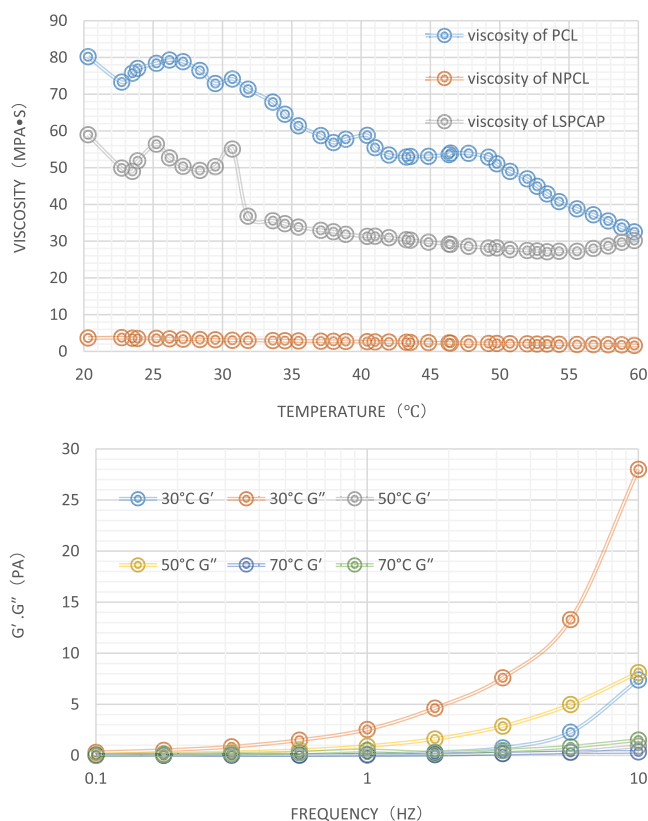 90
80
70
60
50
40
30
20
10
0
VISCOSITY（MPA•S）
viscosity of PCL
viscosity of NPCL
viscosity of LSPCAP
20 25 30 35 40 45 50 55 60
TEMPERATURE（℃）
30
25
20
15
10
5
0
G′ .G″（PA）
30°C G′ 30°C G″ 50°C G′
50°C G″ 70°C G′ 70°C G″
0.1 1 10
FREQUENCY（HZ）